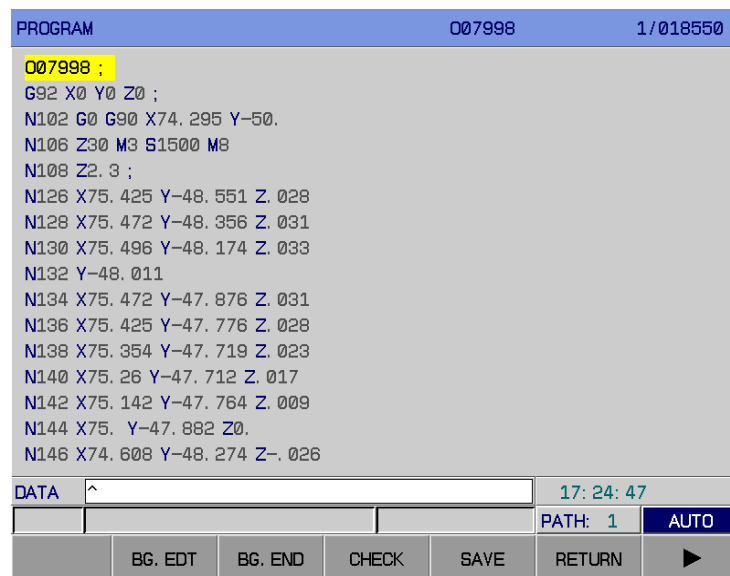 PROGRAM O07998 1/018550
O07998 ;
G92 X0 Y0 Z0 ;
N102 G0 G90 X74.295 Y-50.
N106 Z30 M3 S1500 M8
N108 Z2.3 ;
N126 X75.425 Y-48.551 Z.028
N128 X75.472 Y-48.356 Z.031
N130 X75.496 Y-48.174 Z.033
N132 Y-48.011
N134 X75.472 Y-47.876 Z.031
N136 X75.425 Y-47.776 Z.028
N138 X75.354 Y-47.719 Z.023
N140 X75.26 Y-47.712 Z.017
N142 X75.142 Y-47.764 Z.009
N144 X75. Y-47.882 Z0.
N146 X74.608 Y-48.274 Z-.026
DATA ^ 17:24:47
PATH: 1 AUTO
BG.EDT BG.END CHECK SAVE RETURN ▶